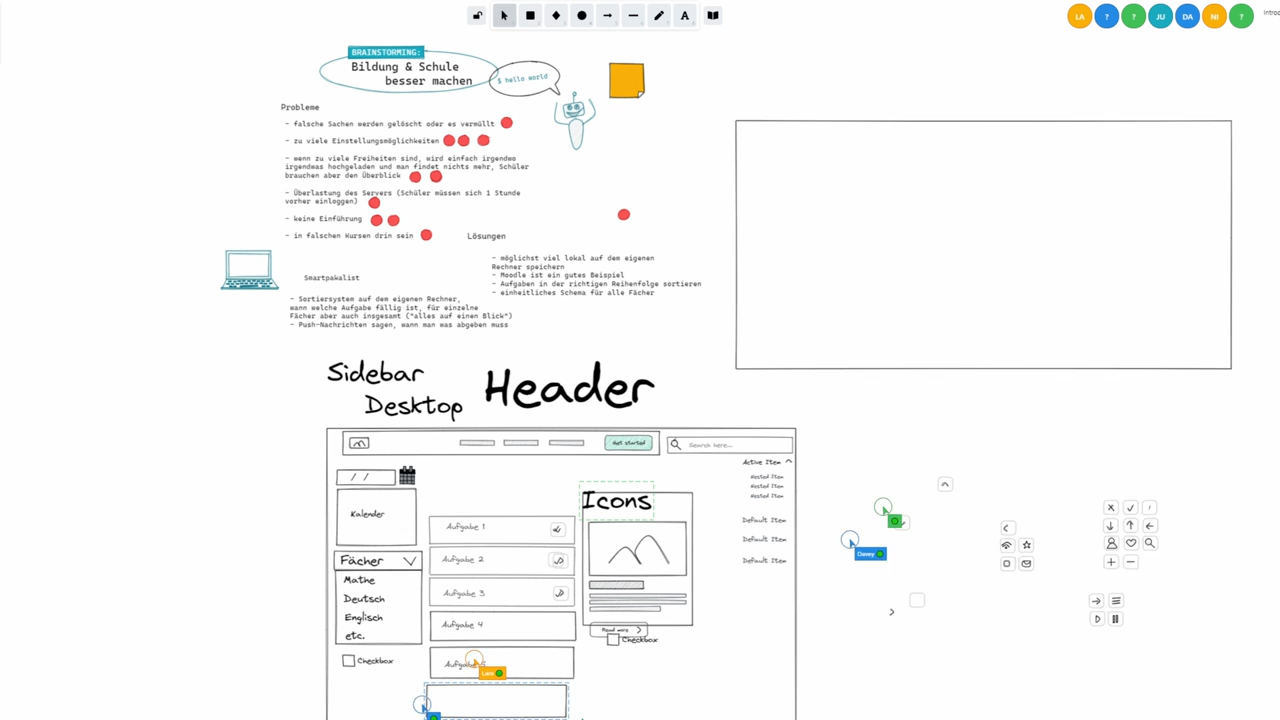 A
LA
?
?
JU
DA
NI
?
Intro
BRAINSTORMING:
Bildung & Schule
besser machen
$ hello world
Probleme
- falsche Sachen werden gelöscht oder es vermüllt
- zu viele Einstellungsmöglichkeiten
- wenn zu viele Freiheiten sind, wird einfach irgendwo
irgendwas hochgeladen und man findet nichts mehr, Schüler
brauchen aber den Überblick
- Überlastung des Servers (Schüler müssen sich 1 Stunde
vorher einloggen)
- keine Einführung
- in falschen Kursen drin sein
Lösungen
- möglichst viel lokal auf dem eigenen
Rechner speichern
- Moodle ist ein gutes Beispiel
- Aufgaben in der richtigen Reihenfolge sortieren
- einheitliches Schema für alle Fächer
Smartpakalist
- Sortiersystem auf dem eigenen Rechner,
wann welche Aufgabe fällig ist, für einzelne
Fächer aber auch insgesamt ("alles auf einen Blick")
- Push-Nachrichten sagen, wann man was abgeben muss
Sidebar
Desktop
Header
Get started
Search here...
Active Item
Nested Item
Nested Item
Nested Item
Default Item
Default Item
Default Item
/ /
Kalender
Icons
Aufgabe 1
Aufgabe 2
Aufgabe 3
Aufgabe 4
Fächer
Mathe
Deutsch
Englisch
etc.
Checkbox
Read more
Checkbox